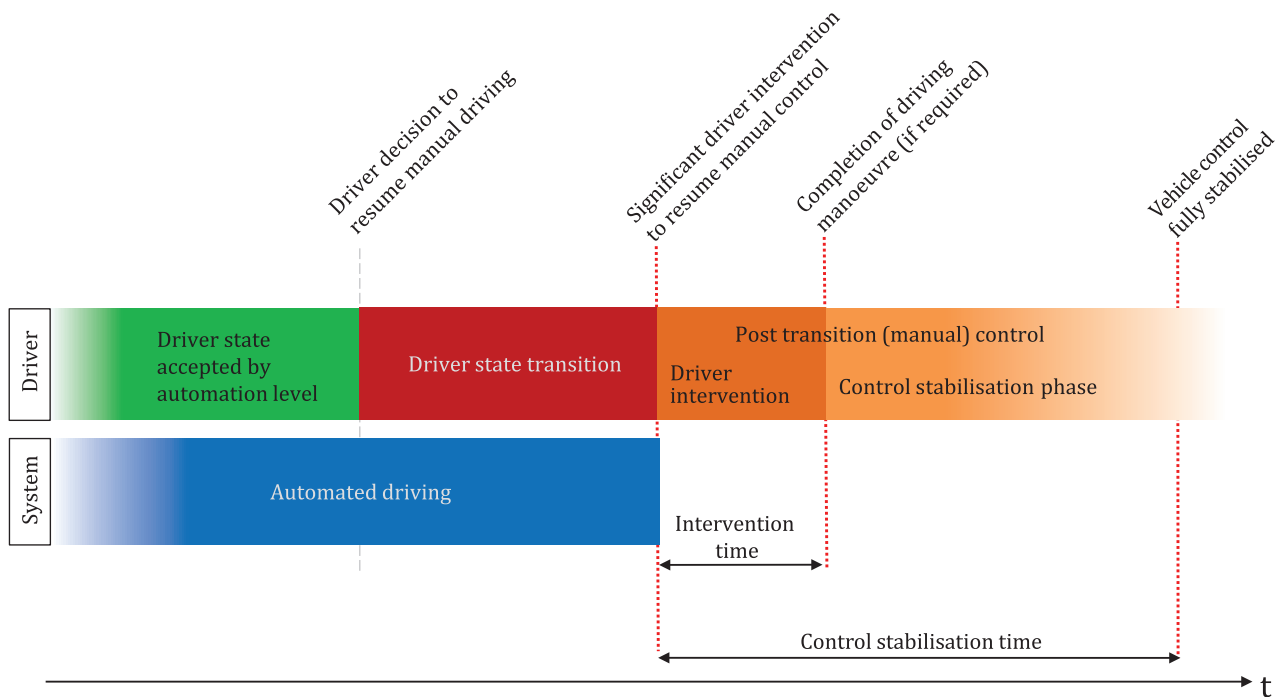 Driver decision to
resume manual driving
Significant driver intervention
to resume manual control
Completion of driving
manoeuvre (if required)
Vehicle control
fully stabilised
Driver
Driver state
accepted by
automation level
Driver state transition
Post transition (manual) control
Driver
intervention
Control stabilisation phase
System
Automated driving
Intervention
time
Control stabilisation time
t